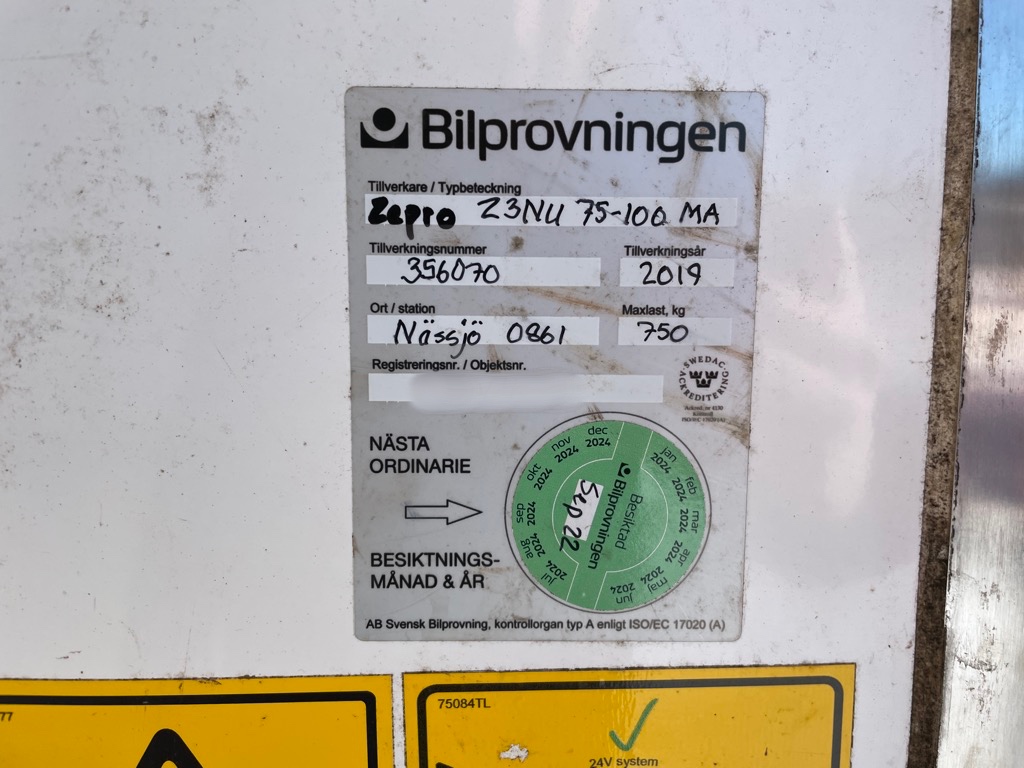 Bilprovningen
Tillverkare / Typbeteckning
Zepro Z3NU 75-100 MA
Tillverkningsnummer Tillverkningsår
356070 2019
Ort / station Maxlast, kg
Nässjö 0861 750
Registreringsnr. / Objektsnr.
SWEDAC
ACKREDITERING
NÄSTA
ORDINARIE
BESIKTNINGS-
MÅNAD & ÅR
jan 2024
feb 2024
mar 2024
apr 2024
maj 2024
jun 2024
jul 2024
aug 2024
sep 2024
okt 2024
nov 2024
dec 2024
Besiktad
Bilprovningen
Sep 22
AB Svensk Bilprovning, kontrollorgan typ A enligt ISO/EC 17020 (A)
77
75084TL
24V system